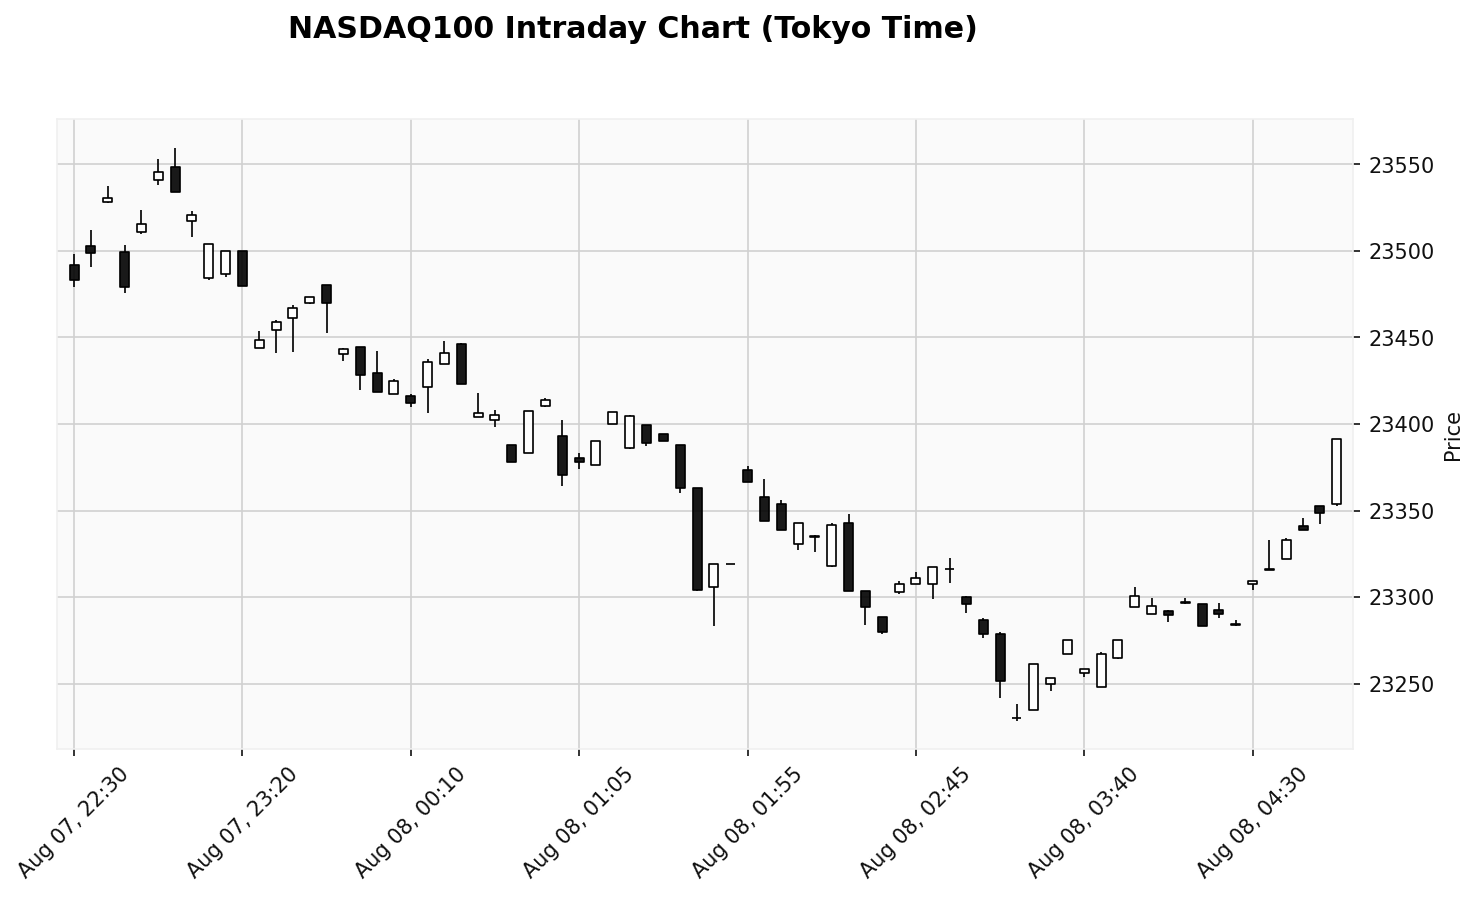 NASDAQ100 Intraday Chart (Tokyo Time)
23550
23500
23450
23400
23350
23300
23250
Price
Aug 07, 22:30
Aug 07, 23:20
Aug 08, 00:10
Aug 08, 01:05
Aug 08, 01:55
Aug 08, 02:45
Aug 08, 03:40
Aug 08, 04:30